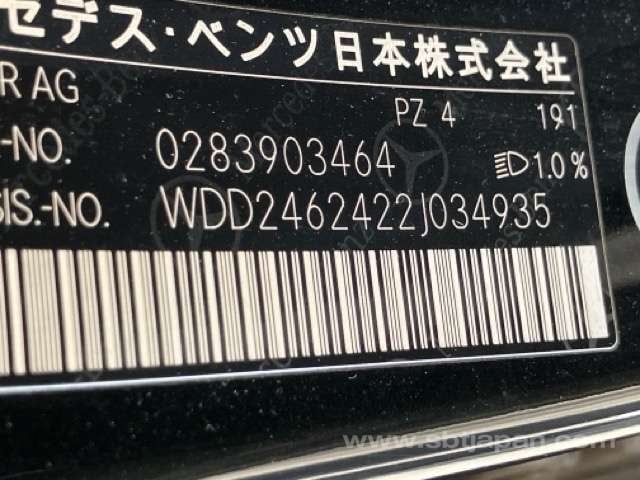 セデス・ベンツ日本株式会社
R AG
PZ 4 191
-NO. 0283903464 1.0%
SIS.-NO. WDD2462422J034935
www.sbtjapan.com